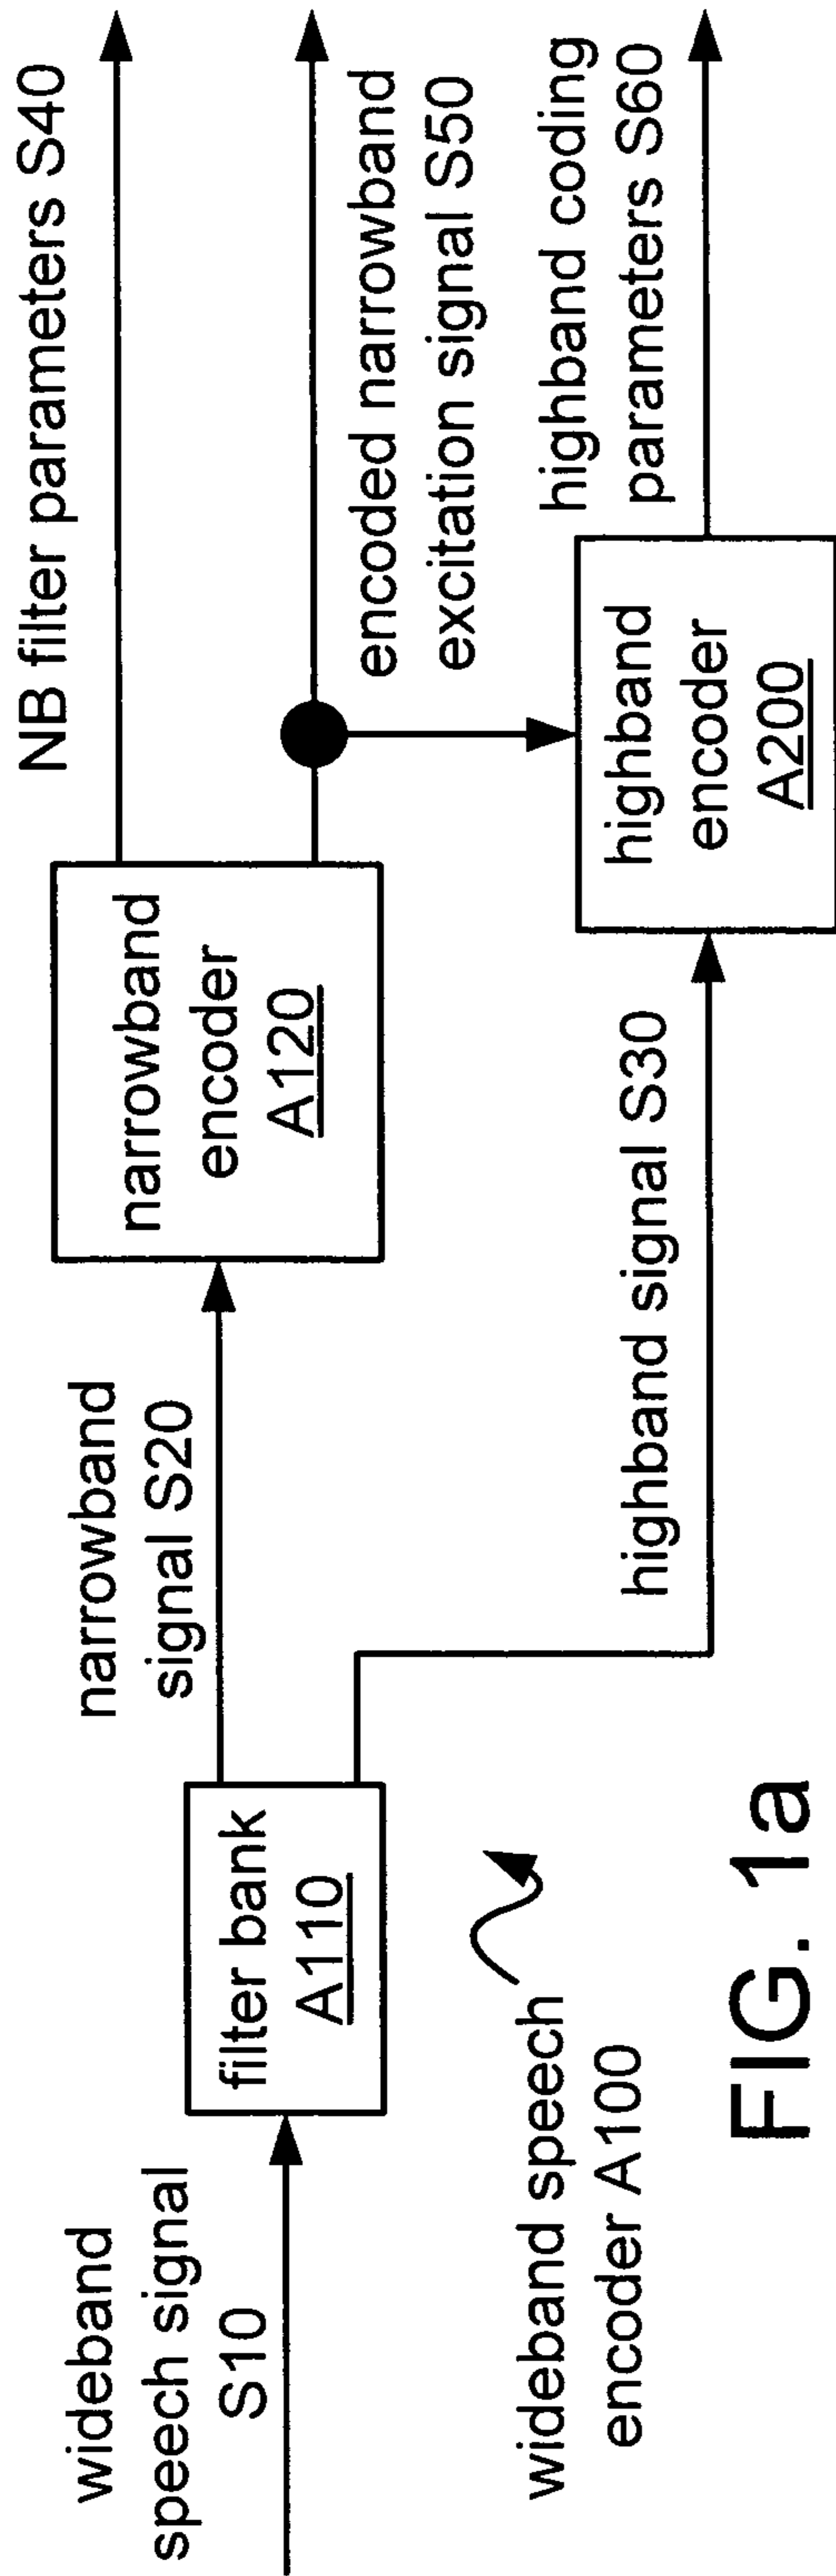 wideband
speech signal
S10
filter bank
A110
narrowband
signal S20
narrowband
encoder
A120
NB filter parameters S40
encoded narrowband
excitation signal S50
highband signal S30
highband
encoder
A200
highband coding
parameters S60
wideband speech
encoder A100
FIG. 1a